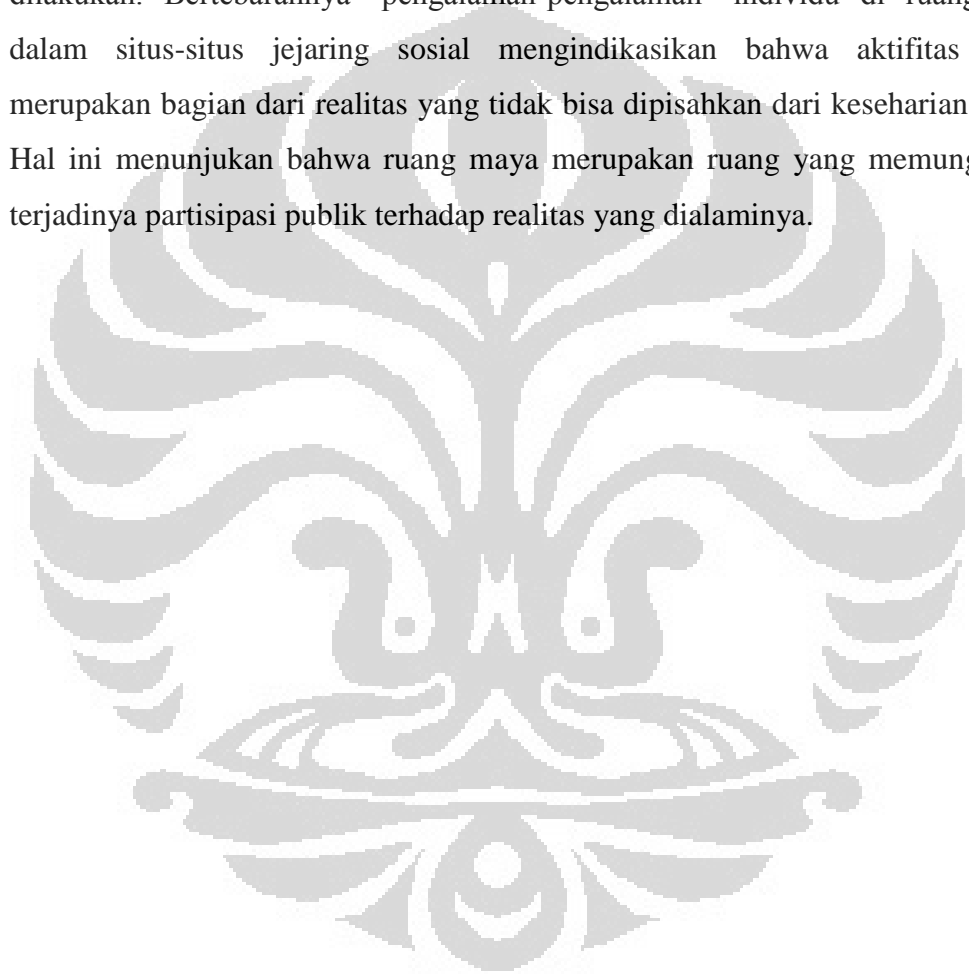 dilakukan. Bertebarannya pengalaman-pengalaman individu di ruang
dalam situs-situs jejaring sosial mengindikasikan bahwa aktifitas
merupakan bagian dari realitas yang tidak bisa dipisahkan dari keseharian
Hal ini menunjukan bahwa ruang maya merupakan ruang yang
terjadinya partisipasi publik terhadap realitas yang dialaminya.